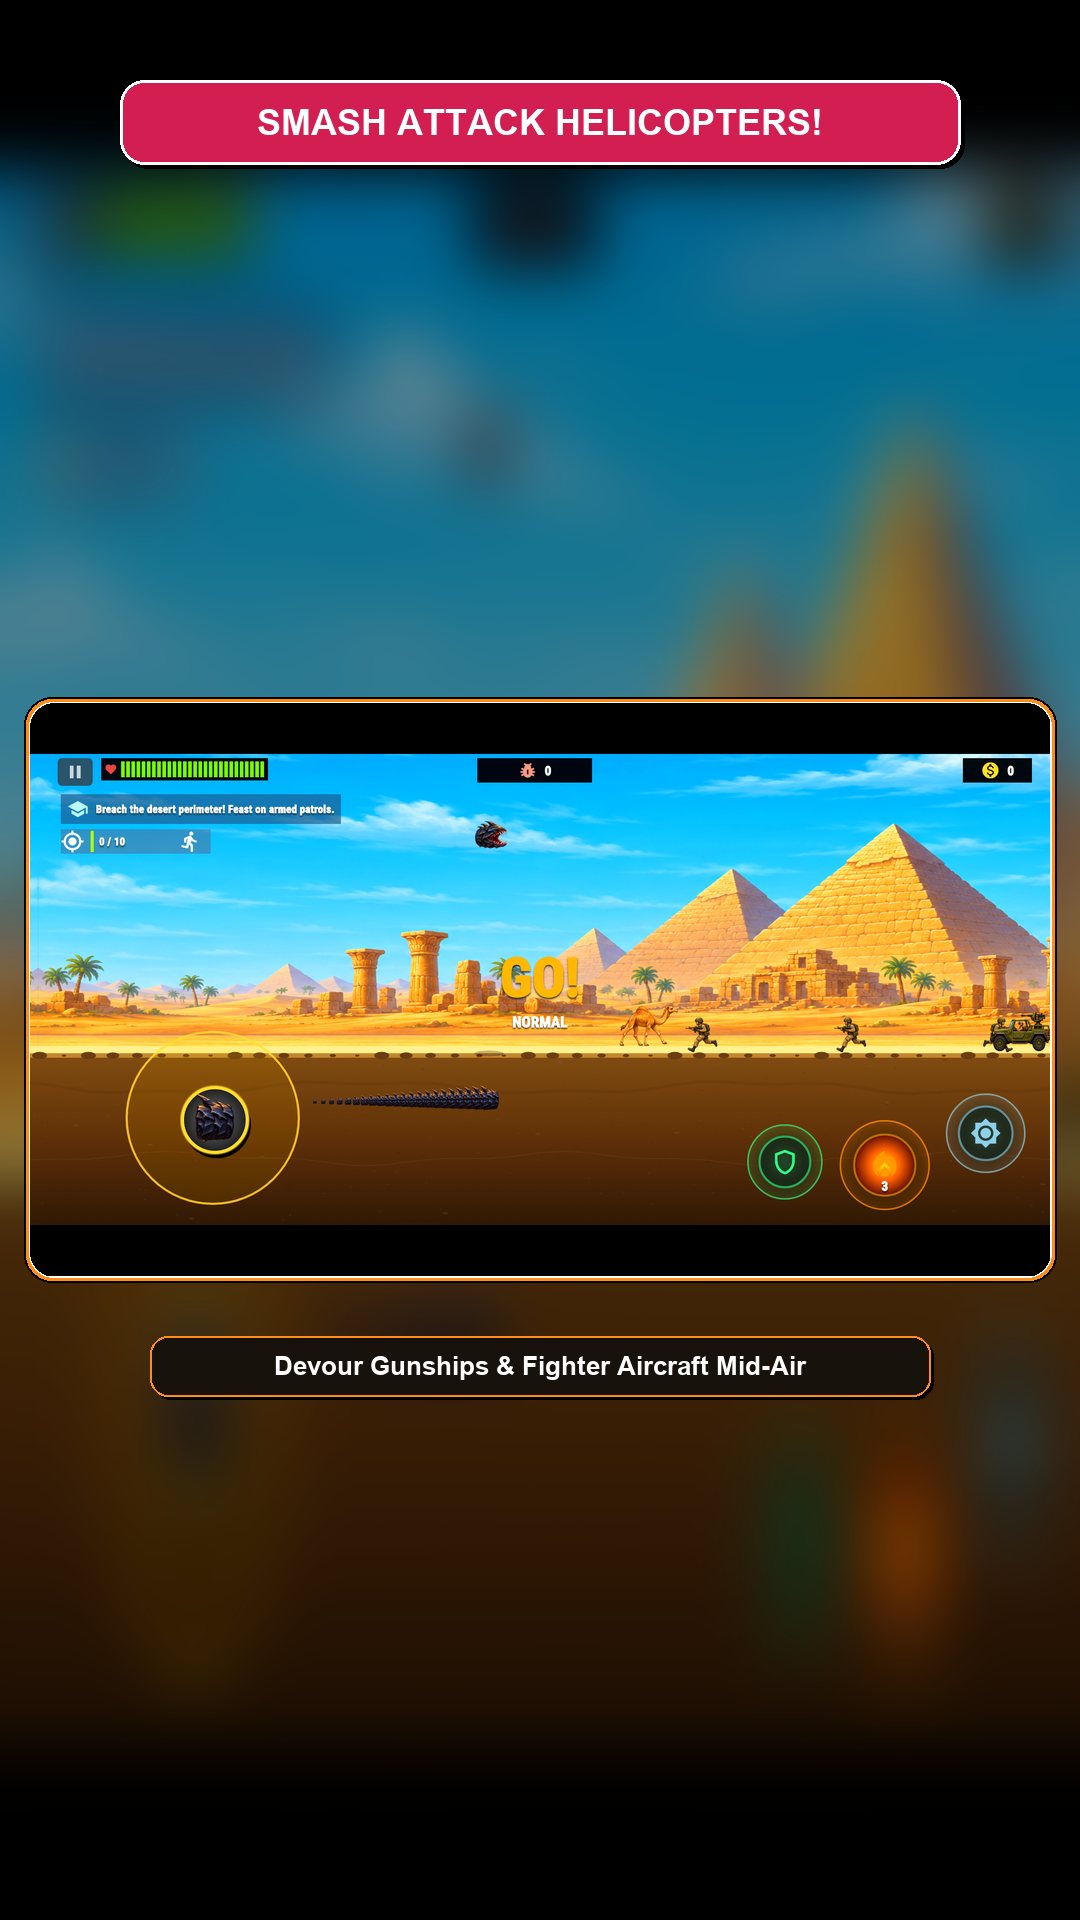 SMASH ATTACK HELICOPTERS!
0
0
Breach the desert perimeter! Feast on armed patrols.
0 / 10
GO!
NORMAL
3
Devour Gunships & Fighter Aircraft Mid-Air